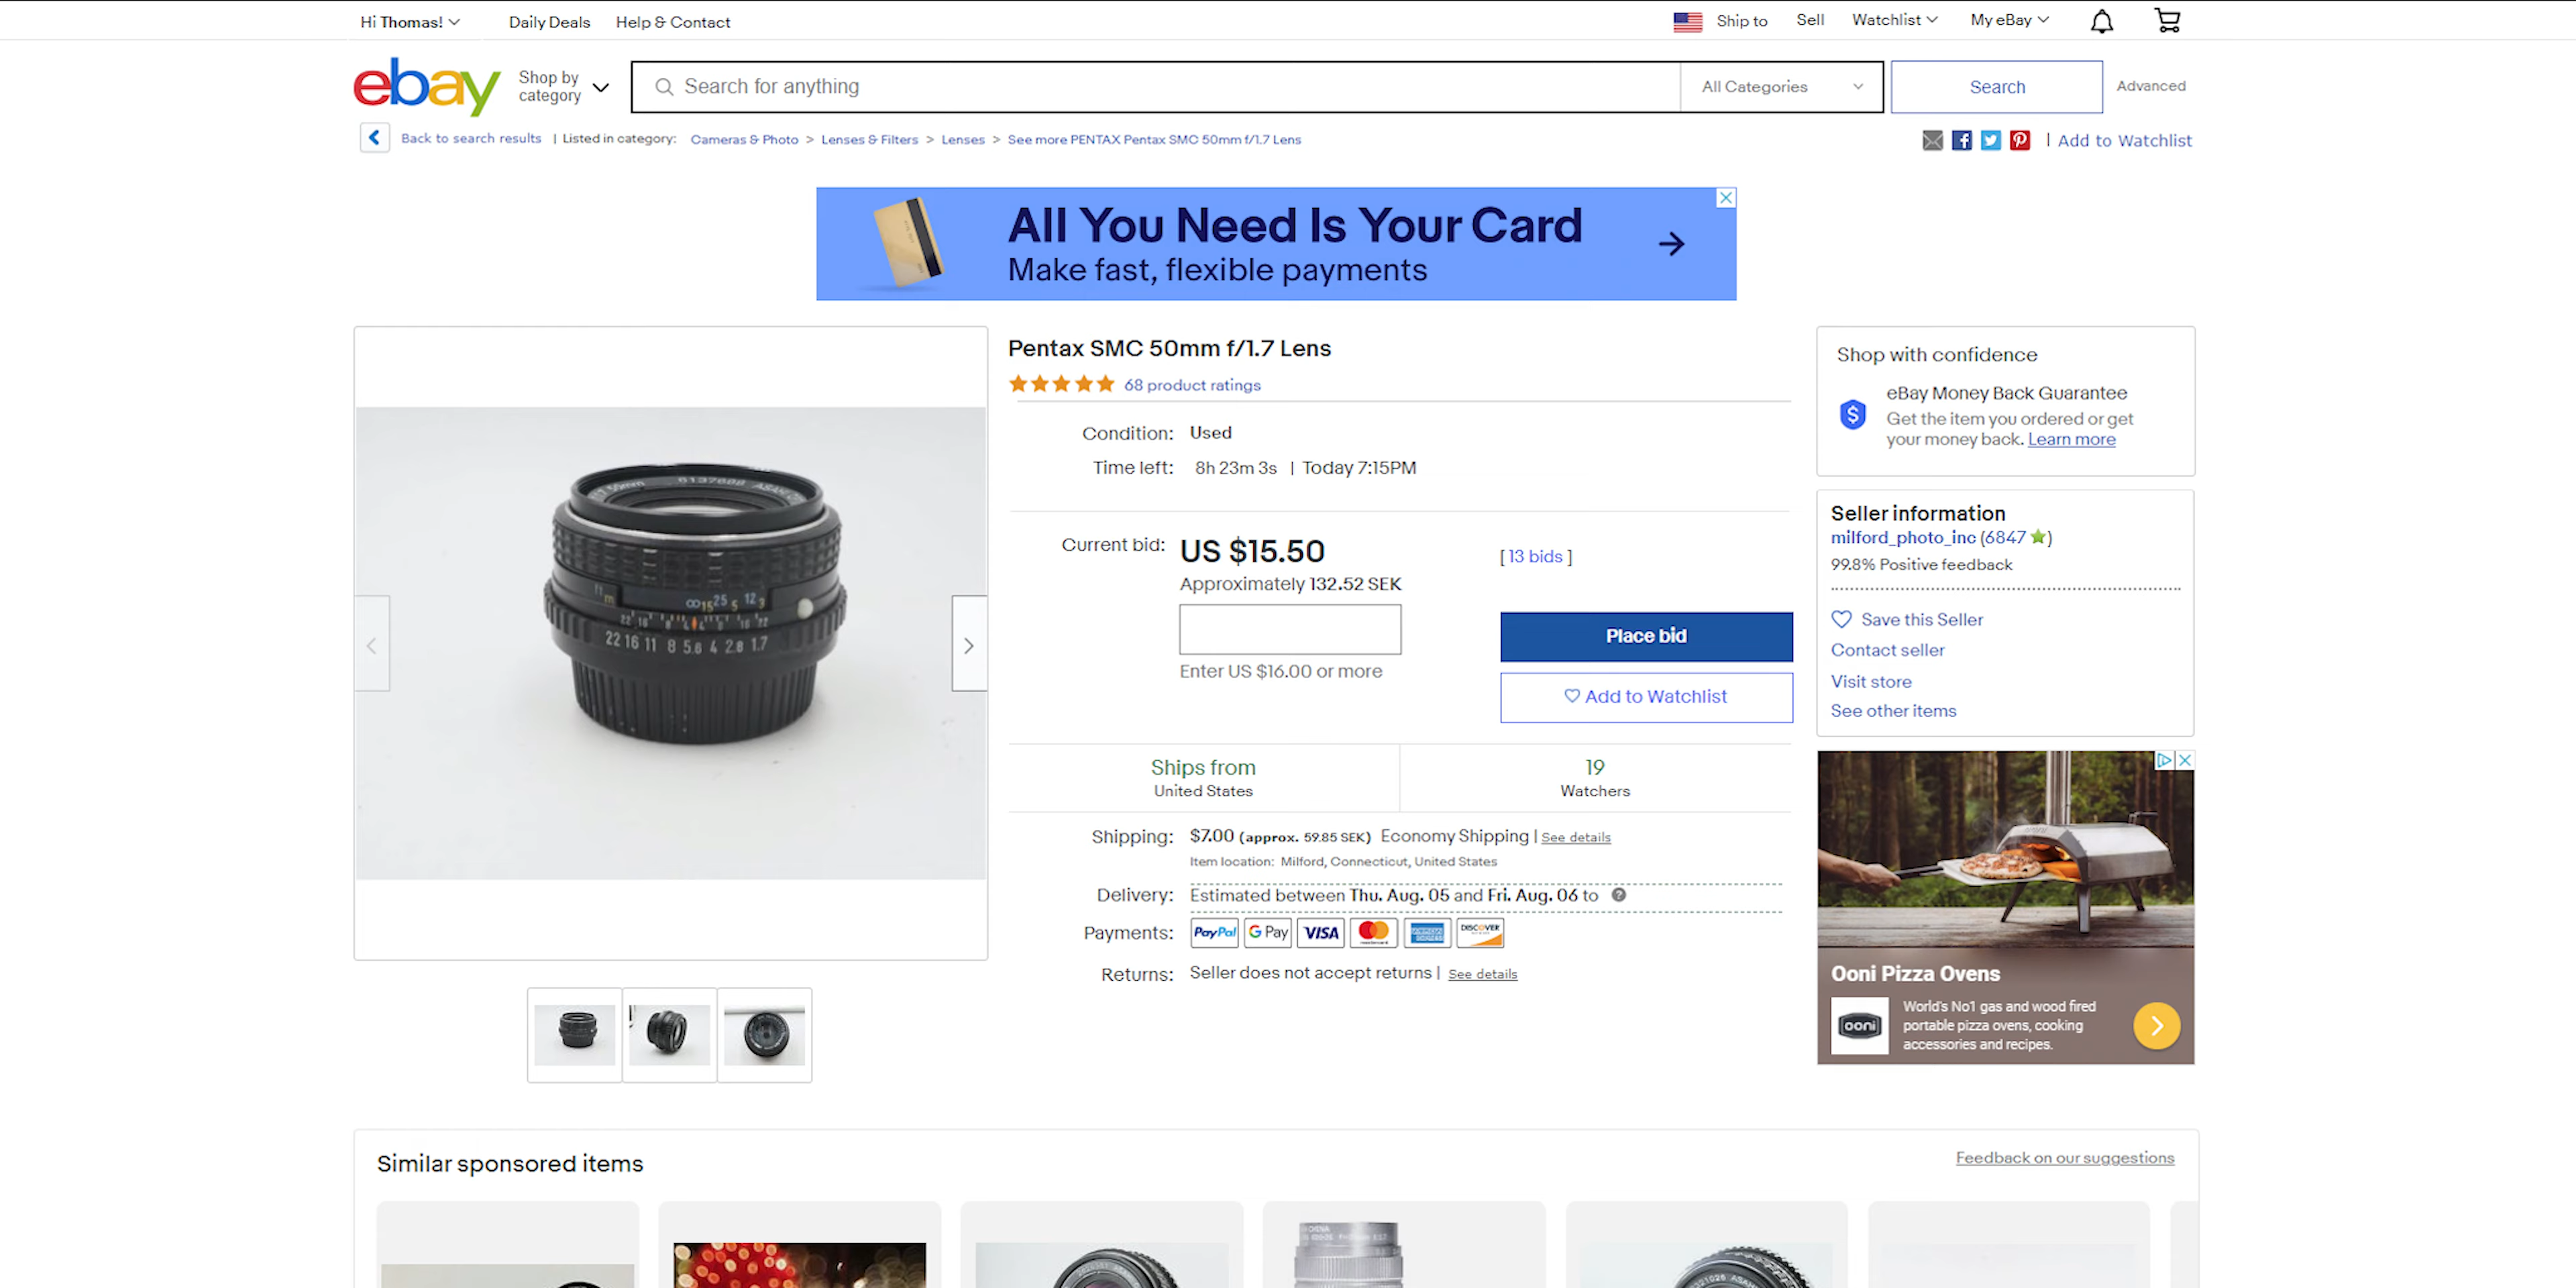 Hi Thomas!
Daily Deals
Help & Contact
Ship to
Sell
Watchlist
My eBay
ebay
Shop by
category
Search for anything
All Categories
Search
Advanced
Back to search results | Listed in category: Cameras & Photo > Lenses & Filters > Lenses > See more PENTAX Pentax SMC 50mm f/1.7 Lens
| Add to Watchlist
All You Need Is Your Card
Make fast, flexible payments
Pentax SMC 50mm f/1.7 Lens
68 product ratings
Condition: Used
Time left: 8h 23m 3s | Today 7:15PM
Current bid: US $15.50
[ 13 bids ]
Approximately 132.52 SEK
Enter US $16.00 or more
Place bid
Add to Watchlist
Ships from
United States
19
Watchers
Shipping: $7.00 (approx. 59.85 SEK) Economy Shipping | See details
Item location: Milford, Connecticut, United States
Delivery: Estimated between Thu. Aug. 05 and Fri. Aug. 06 to
Payments: PayPal G Pay VISA DISCOVER
Returns: Seller does not accept returns | See details
Shop with confidence
eBay Money Back Guarantee
Get the item you ordered or get
your money back. Learn more
Seller information
milford_photo_inc (6847)
99.8% Positive feedback
Save this Seller
Contact seller
Visit store
See other items
Ooni Pizza Ovens
ooni
World's No1 gas and wood fired
portable pizza ovens, cooking
accessories and recipes.
50mm 6137608 ASAHI
m ∞ 15 25 5 12 3
22 16 11 8 5.6 4 2.8 1.7
Similar sponsored items
Feedback on our suggestions